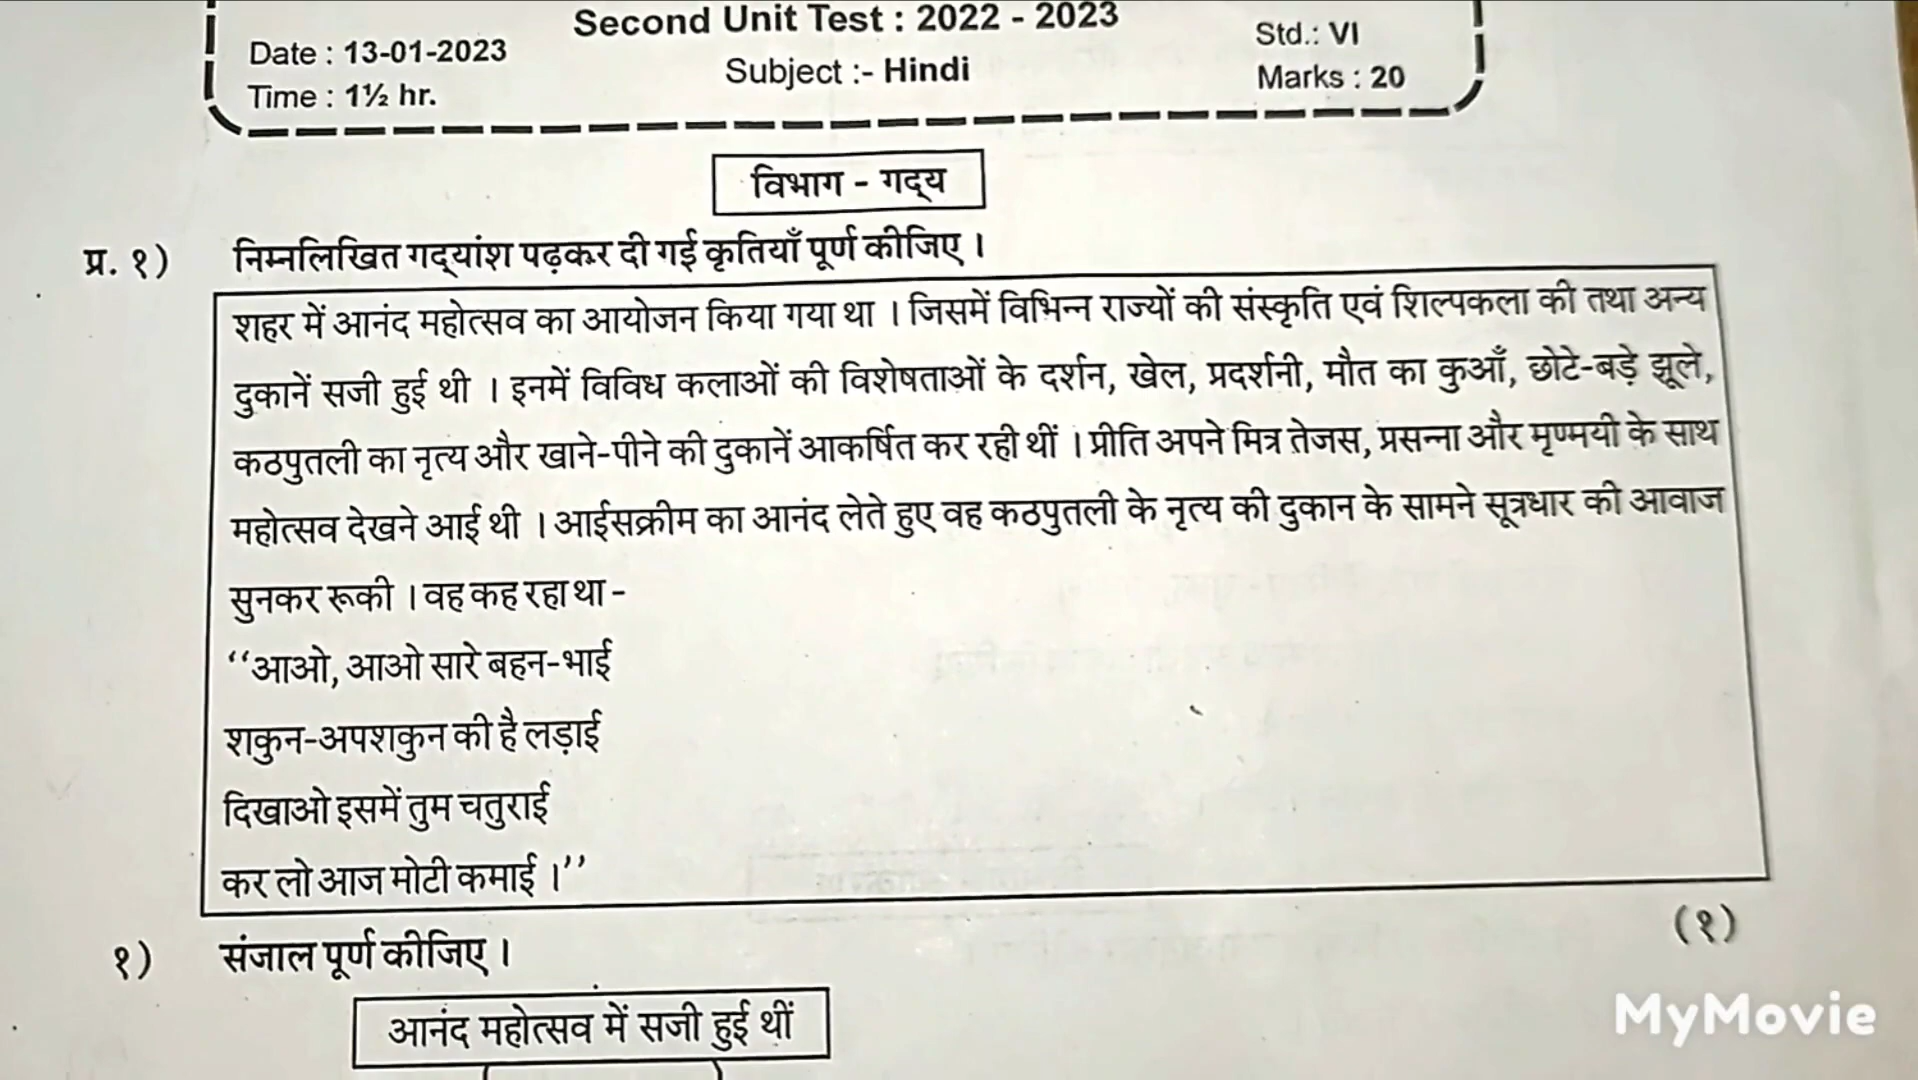 Second Unit Test : 2022 - 2023
Date : 13-01-2023
Std.: VI
Subject :- Hindi
Time : 1½ hr.
Marks : 20
विभाग - गद्‌य
प्र. १) निम्नलिखित गद्‌यांश पढ़कर दी गई कृतियाँ पूर्ण कीजिए ।
शहर में आनंद महोत्सव का आयोजन किया गया था । जिसमें विभिन्न राज्यों की संस्कृति एवं शिल्पकला की तथा अन्य
दुकानें सजी हुई थी । इनमें विविध कलाओं की विशेषताओं के दर्शन, खेल, प्रदर्शनी, मौत का कुआँ, छोटे-बड़े झूले,
कठपुतली का नृत्य और खाने-पीने की दुकानें आकर्षित कर रही थीं । प्रीति अपने मित्र तेजस, प्रसन्ना और मृण्मयी के साथ
महोत्सव देखने आई थी । आईसक्रीम का आनंद लेते हुए वह कठपुतली के नृत्य की दुकान के सामने सूत्रधार की आवाज
सुनकर रूकी । वह कह रहा था -
‘‘आओ, आओ सारे बहन-भाई
शकुन-अपशकुन की है लड़ाई
दिखाओ इसमें तुम चतुराई
कर लो आज मोटी कमाई ।’’
१) संजाल पूर्ण कीजिए । (१)
आनंद महोत्सव में सजी हुई थीं
MyMovie